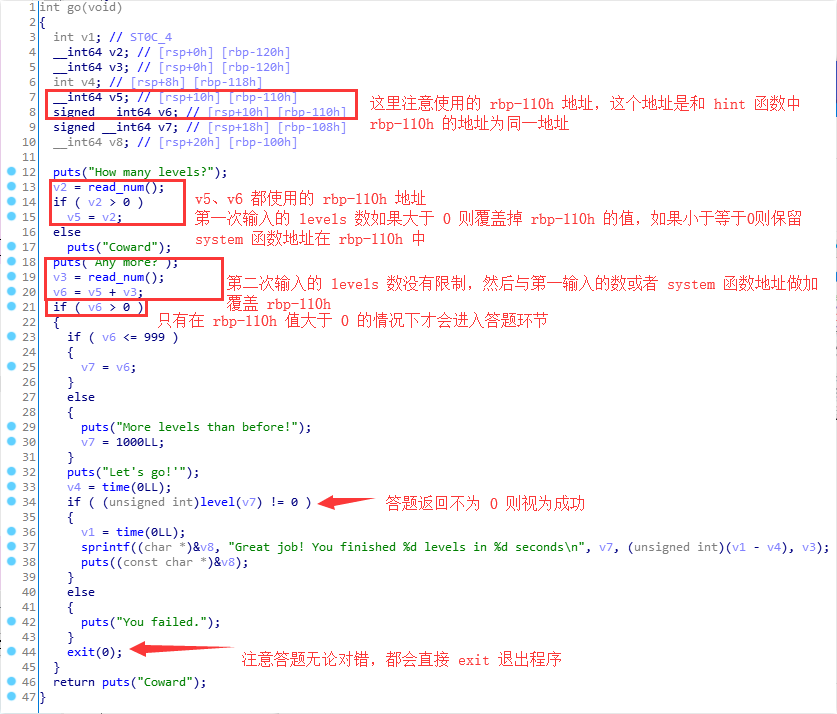 1 int go(void)
2 {
3 int v1; // ST0C_4
4 __int64 v2; // [rsp+0h] [rbp-120h]
5 __int64 v3; // [rsp+0h] [rbp-120h]
6 int v4; // [rsp+8h] [rbp-118h]
7 __int64 v5; // [rsp+10h] [rbp-110h]
8 signed __int64 v6; // [rsp+10h] [rbp-110h]
这里注意使用的 rbp-110h 地址，这个地址是和 hint 函数中
rbp-110h 的地址为同一地址
9 signed __int64 v7; // [rsp+18h] [rbp-108h]
10 __int64 v8; // [rsp+20h] [rbp-100h]
11
12 puts("How many levels?");
13 v2 = read_num();
14 if ( v2 > 0 )
15 v5 = v2;
v5、v6 都使用的 rbp-110h 地址
第一次输入的 levels 数如果大于 0 则覆盖掉 rbp-110h 的值，如果小于等于0则保留
system 函数地址在 rbp-110h 中
16 else
17 puts("Coward");
18 puts("Any more?");
19 v3 = read_num();
20 v6 = v5 + v3;
第二次输入的 levels 数没有限制，然后与第一输入的数或者 system 函数地址做加
覆盖 rbp-110h
21 if ( v6 > 0 )
只有在 rbp-110h 值大于 0 的情况下才会进入答题环节
22 {
23 if ( v6 <= 999 )
24 {
25 v7 = v6;
26 }
27 else
28 {
29 puts("More levels than before!");
30 v7 = 1000LL;
31 }
32 puts("Let's go!'");
33 v4 = time(0LL);
34 if ( (unsigned int)level(v7) != 0 )
答题返回不为 0 则视为成功
35 {
36 v1 = time(0LL);
37 sprintf((char *)&v8, "Great job! You finished %d levels in %d seconds\n", v7, (unsigned int)(v1 - v4), v3);
38 puts((const char *)&v8);
39 }
40 else
41 {
42 puts("You failed.");
43 }
44 exit(0);
注意答题无论对错，都会直接 exit 退出程序
45 }
46 return puts("Coward");
47 }